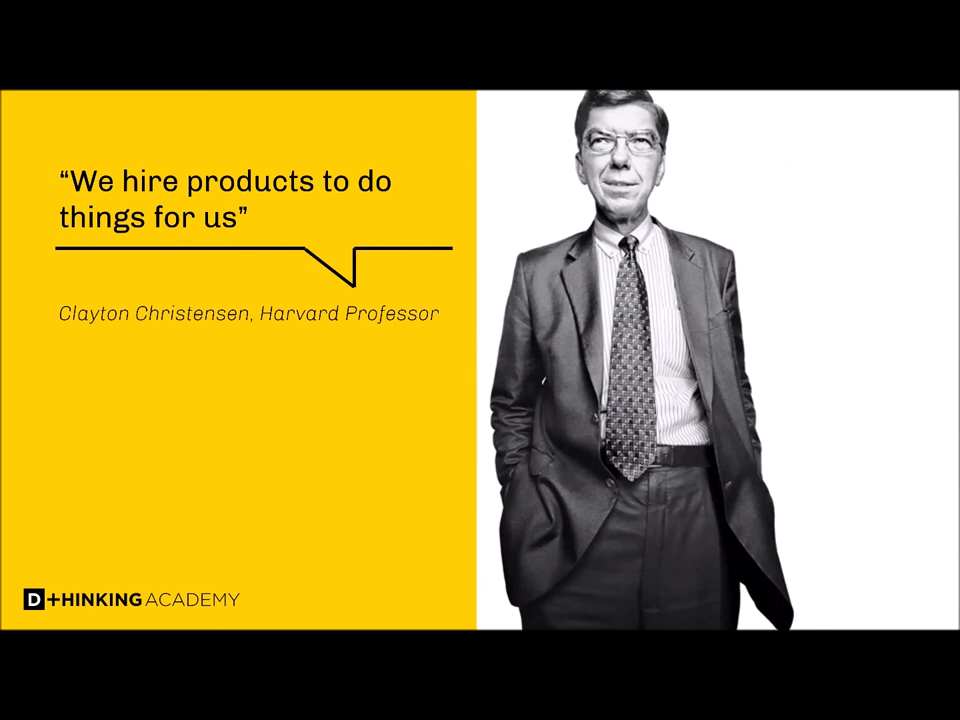 “We hire products to do
things for us”
Clayton Christensen, Harvard Professor
D+HINKING ACADEMY